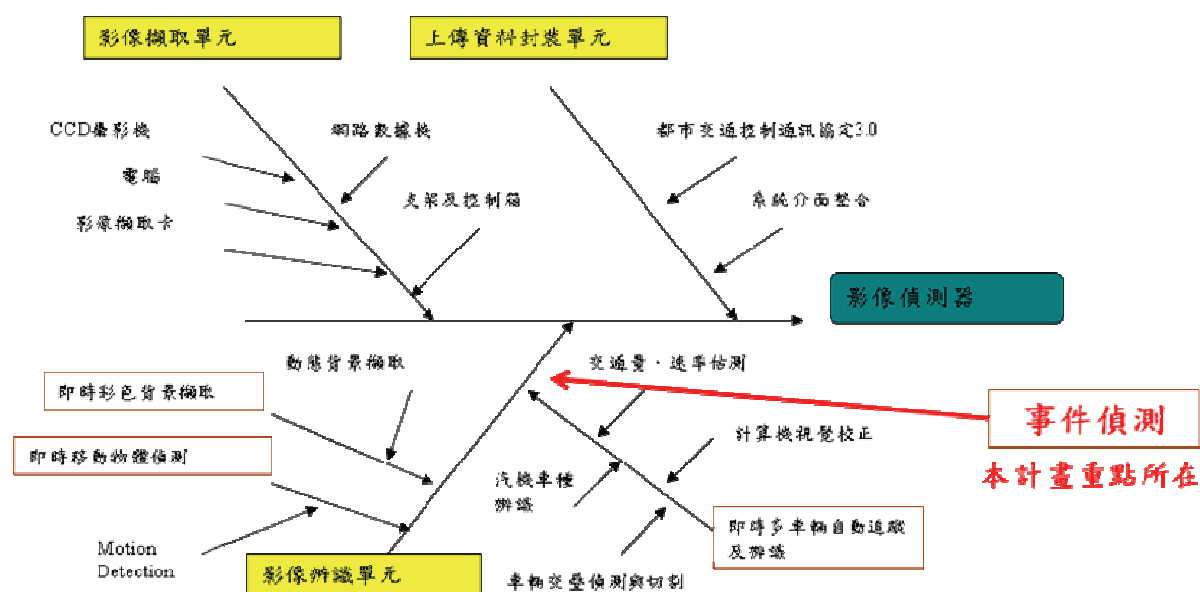 影像擷取單元
上傳資料封裝單元
CCD攝影機
網路數據機
都市交通控制通訊協定3.0
電腦
支架及控制箱
系統介面整合
影像擷取卡
影像偵測器
動態背景擷取
交通量、速率估測
即時彩色背景擷取
事件偵測
計算機視覺校正
即時移動物體偵測
本計畫重點所在
汽機車種
辨識
即時多車輛自動追蹤
及辨識
Motion
Detection
影像辨識單元
車輛交疊偵測與切割